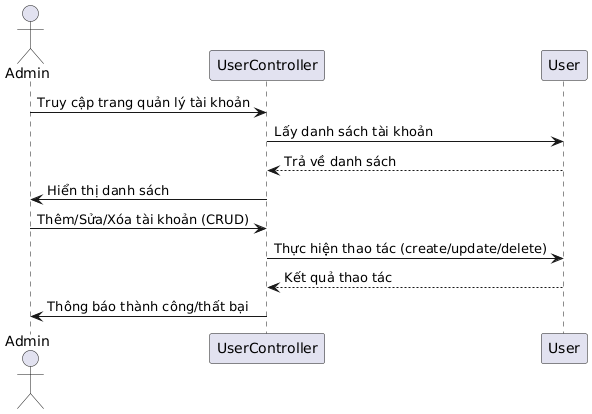 Admin
UserController
User
Truy cập trang quản lý tài khoản
Lấy danh sách tài khoản
Trả về danh sách
Hiển thị danh sách
Thêm/Sửa/Xóa tài khoản (CRUD)
Thực hiện thao tác (create/update/delete)
Kết quả thao tác
Thông báo thành công/thất bại
Admin
UserController
User